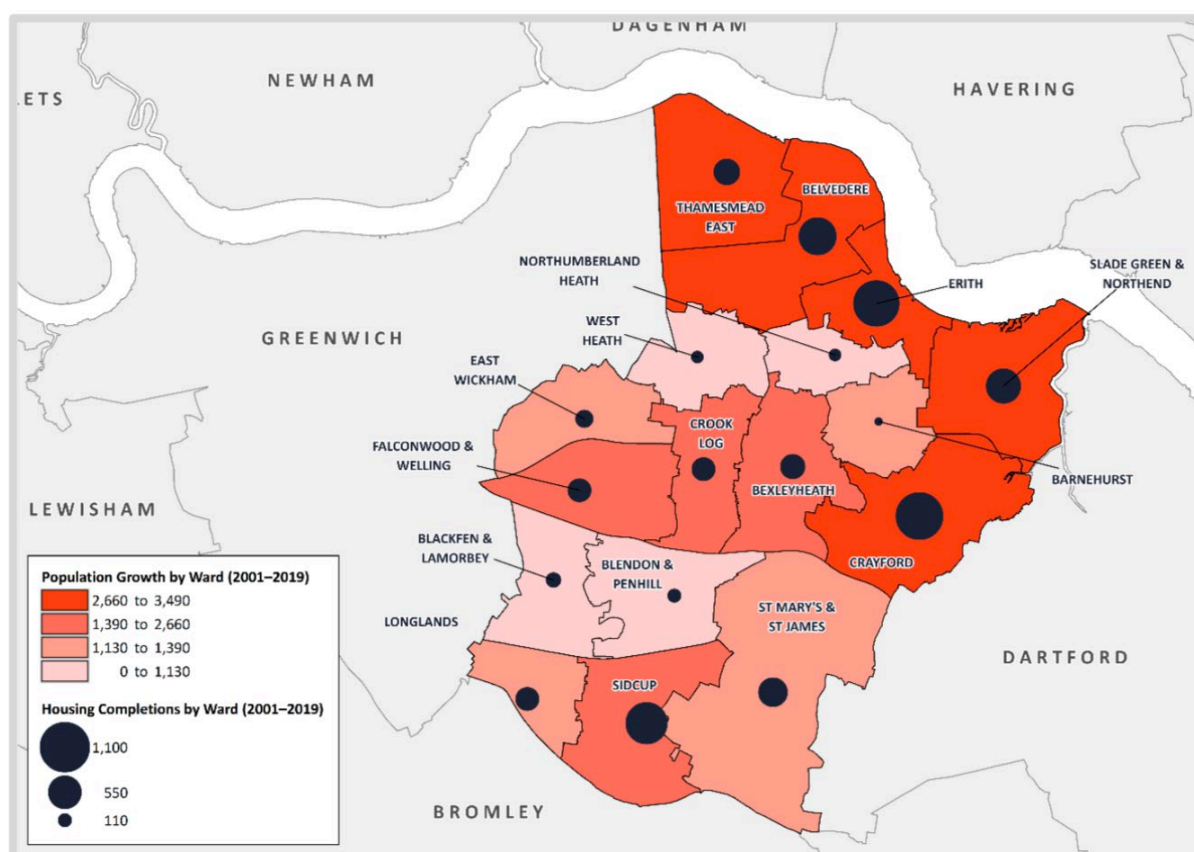 DAGENHAM
NEWHAM
HAVERING
LETS
BELVEDERE
THAMESMEAD
EAST
NORTHUMBERLAND
HEATH
SLADE GREEN &
NORTHEND
ERITH
WEST
HEATH
GREENWICH
EAST
WICKHAM
CROOK
LOG
FALCONWOOD &
WELLING
BARNEHURST
BEXLEYHEATH
LEWISHAM
BLACKFEN &
LAMORBEY
BLENDON &
PENHILL
CRAYFORD
ST MARY'S &
ST JAMES
LONGLANDS
DARTFORD
SIDCUP
BROMLEY
Population Growth by Ward (2001–2019)
2,660 to 3,490
1,390 to 2,660
1,130 to 1,390
0 to 1,130
Housing Completions by Ward (2001–2019)
1,100
550
110